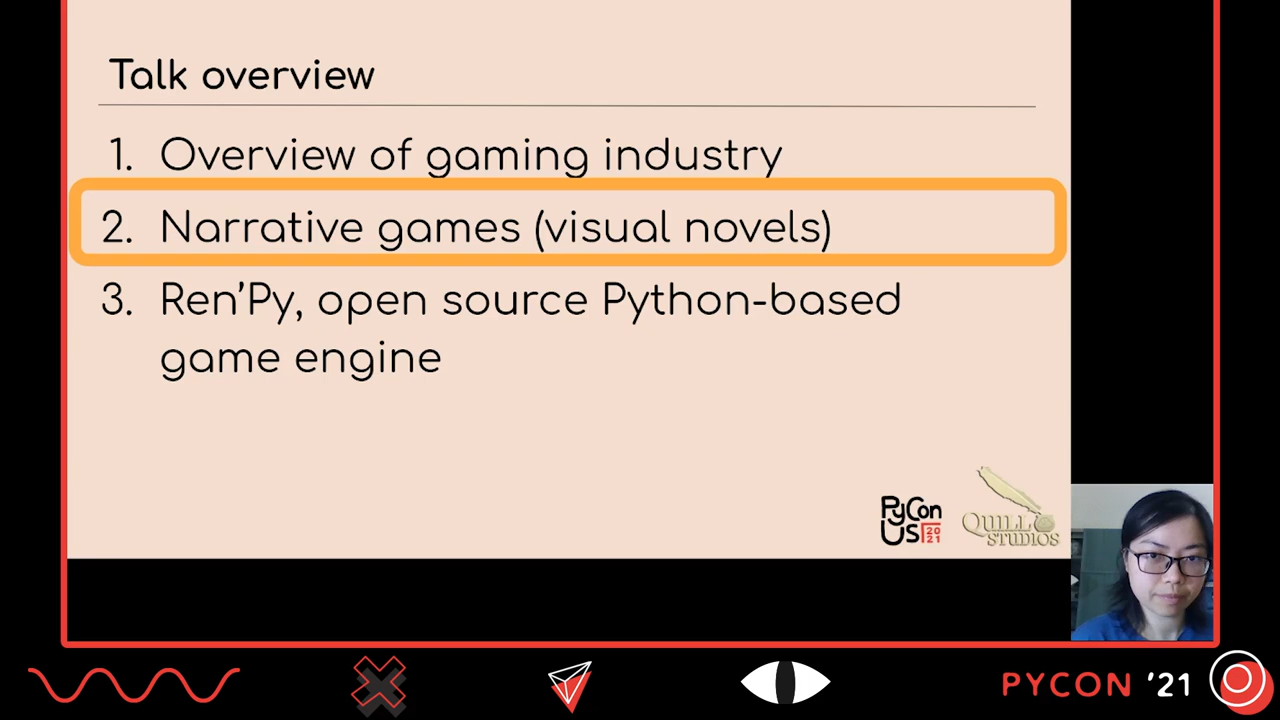 Talk overview
1. Overview of gaming industry
2. Narrative games (visual novels)
3. Ren'Py, open source Python-based
game engine
PyCon
US 2021
QUILL
STUDIOS
PYCON '21